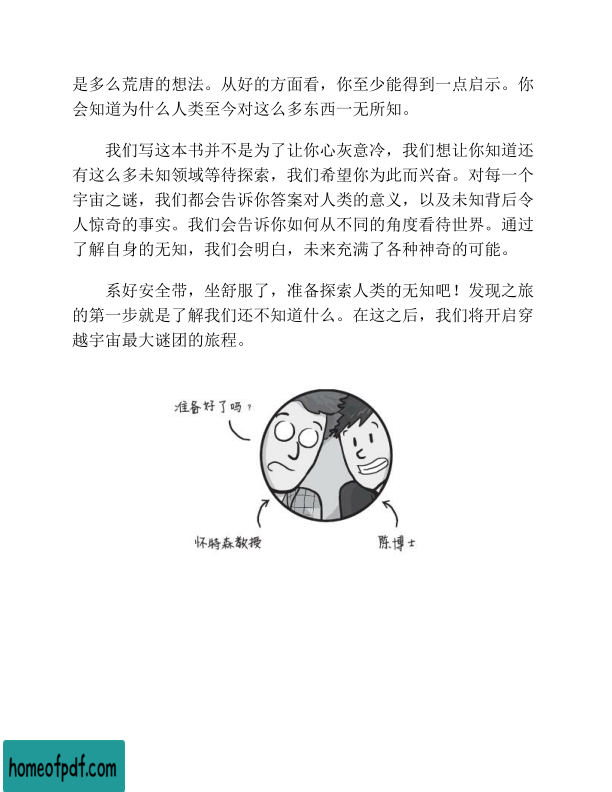 是多么荒唐的想法。从好的方面看，你至少能得到一点启示。你
会知道为什么人类至今对这么多东西一无所知。
我们写这本书并不是为了让你心灰意冷，我们想让你知道还
有这么多未知领域等待探索，我们希望你为此而兴奋。对每一个
宇宙之谜，我们都会告诉你答案对人类的意义，以及未知背后令
人惊奇的事实。我们会告诉你如何从不同的角度看待世界。通过
了解自身的无知，我们会明白，未来充满了各种神奇的可能。
系好安全带，坐舒服了，准备探索人类的无知吧！发现之旅
的第一步就是了解我们还不知道什么。在这之后，我们将开启穿
越宇宙最大谜团的旅程。
准备好了吗？
怀特森教授
陈博士
homeofpdf.com